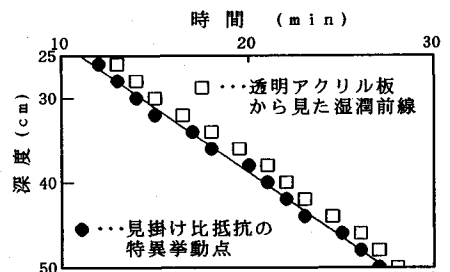 時間 (min)
10 20 30
25
30
40
50
深度(cm)
□・・・透明アクリル板
から見た湿潤前線
●・・・見掛け比抵抗の
特異挙動点